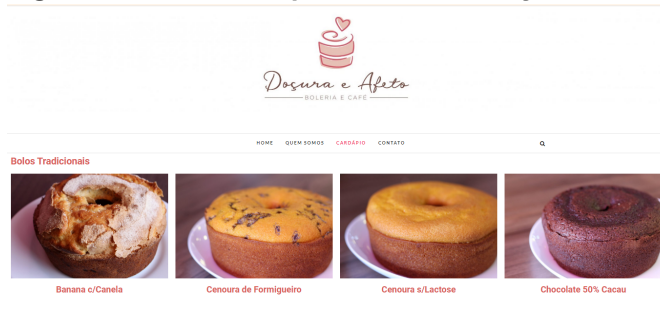 Doçura e Afeto
BOLERIA E CAFÉ
HOME QUEM SOMOS CARDÁPIO CONTATO
Bolos Tradicionais
Banana c/Canela Cenoura de Formigueiro Cenoura s/Lactose Chocolate 50% Cacau